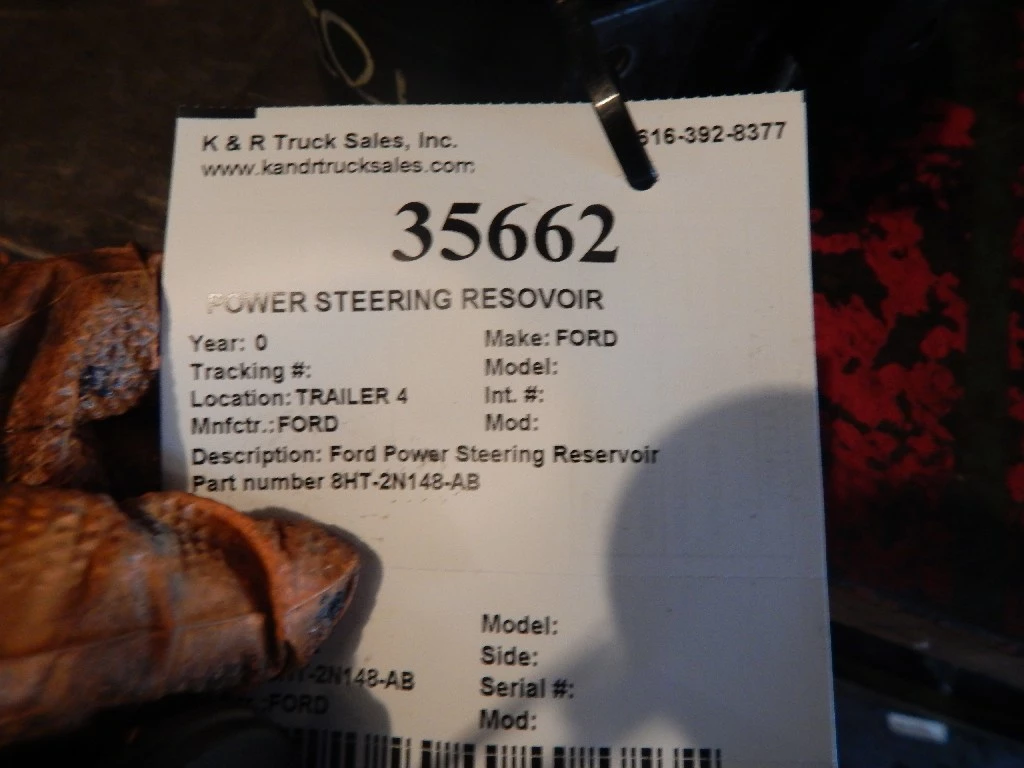 K & R Truck Sales, Inc.
616-392-8377
www.kandrtrucksales.com
35662
POWER STEERING RESOVOIR
Year: 0 Make: FORD
Tracking #: Model:
Location: TRAILER 4 Int. #:
Mnfctr.: FORD Mod:
Description: Ford Power Steering Reservoir
Part number 8HT-2N148-AB
Model:
Side:
8HT-2N148-AB Serial #:
:FORD Mod: